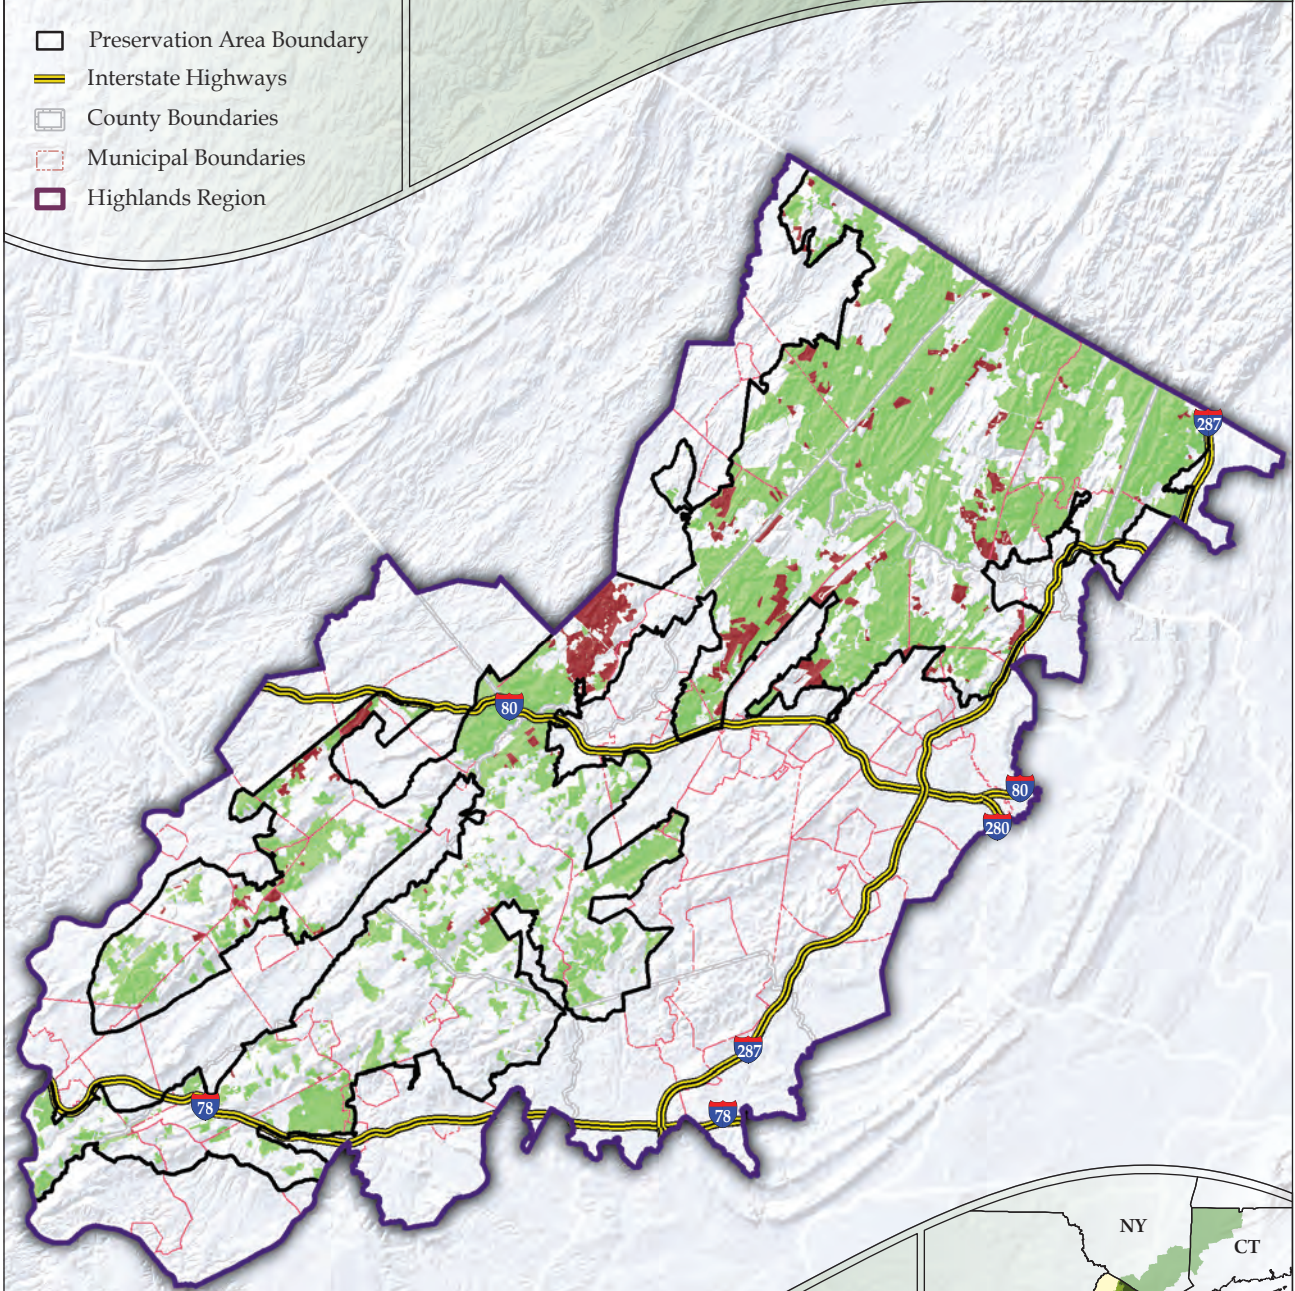 Preservation Area Boundary
Interstate Highways
County Boundaries
Municipal Boundaries
Highlands Region
287
80
80
280
287
78
78
NY
CT